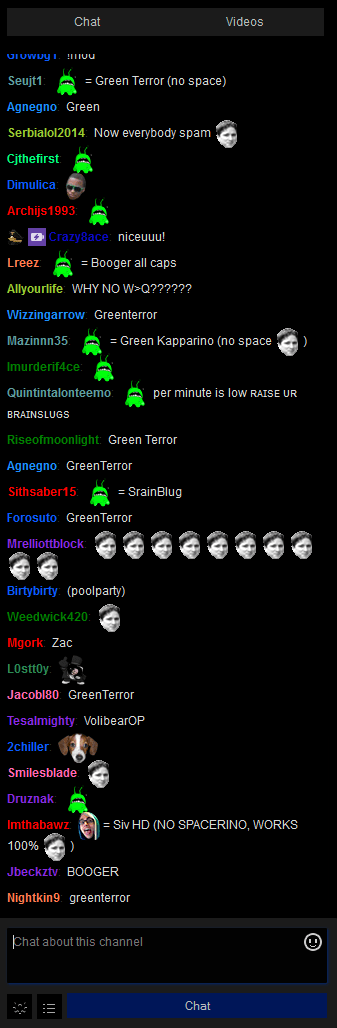 Chat Videos
Growbg1: !mod
Seujt1: = Green Terror (no space)
Agnegno: Green
Serbialol2014: Now everybody spam
Cjthefirst:
Dimulica:
Archijs1993:
Crazy8ace: niceuuu!
Lreez: = Booger all caps
Allyourlife: WHY NO W>Q??????
Wizzingarrow: Greenterror
Mazinnn35: = Green Kapparino (no space )
Imurderif4ce:
Quintintalonteemo: per minute is low ʀᴀɪsᴇ ᴜʀ
ʙʀᴀɪɴsʟᴜɢs
Riseofmoonlight: Green Terror
Agnegno: GreenTerror
Sithsaber15: = SrainBlug
Forosuto: GreenTerror
Mrelliottblock:
Birtybirty: (poolparty)
Weedwick420:
Mgork: Zac
L0stt0y:
Jacobl80: GreenTerror
Tesalmighty: VolibearOP
2chiller:
Smilesblade:
Druznak:
Imthabawz: = Siv HD (NO SPACERINO, WORKS
100% )
Jbeckztv: BOOGER
Nightkin9: greenterror
Chat about this channel
Chat